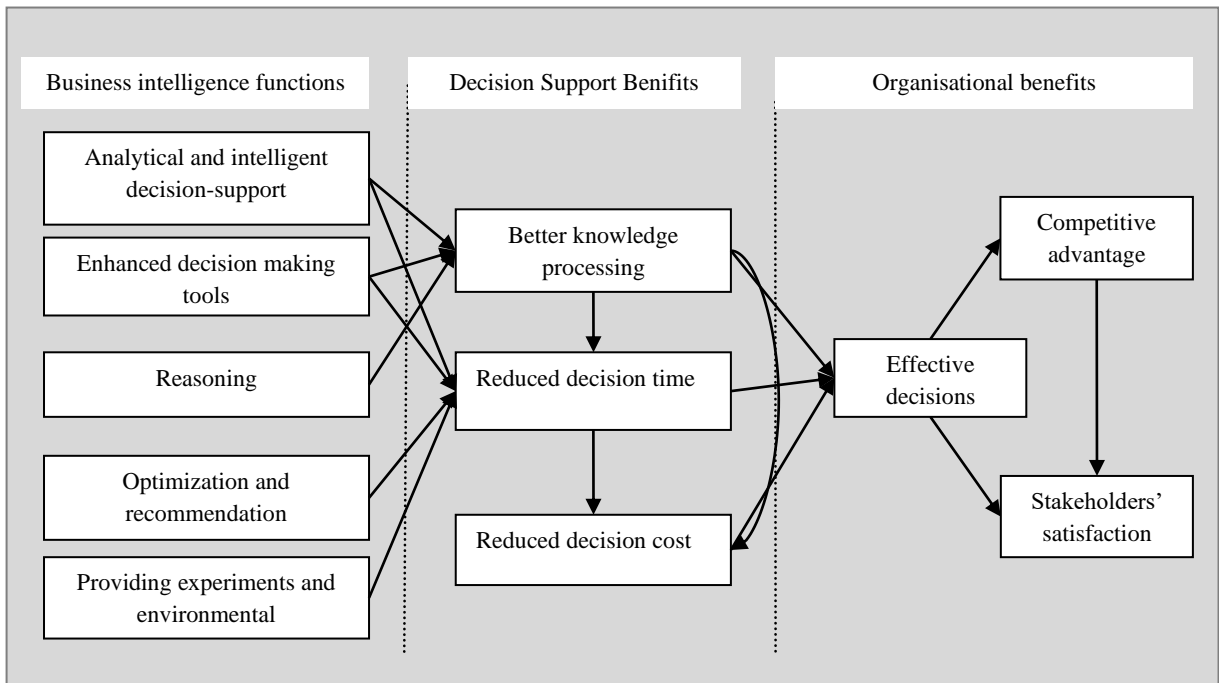 Business intelligence functions
Decision Support Benifits
Organisational benefits
Analytical and intelligent
decision-support
Enhanced decision making
tools
Reasoning
Optimization and
recommendation
Providing experiments and
environmental
Better knowledge
processing
Reduced decision time
Reduced decision cost
Effective
decisions
Competitive
advantage
Stakeholders’
satisfaction